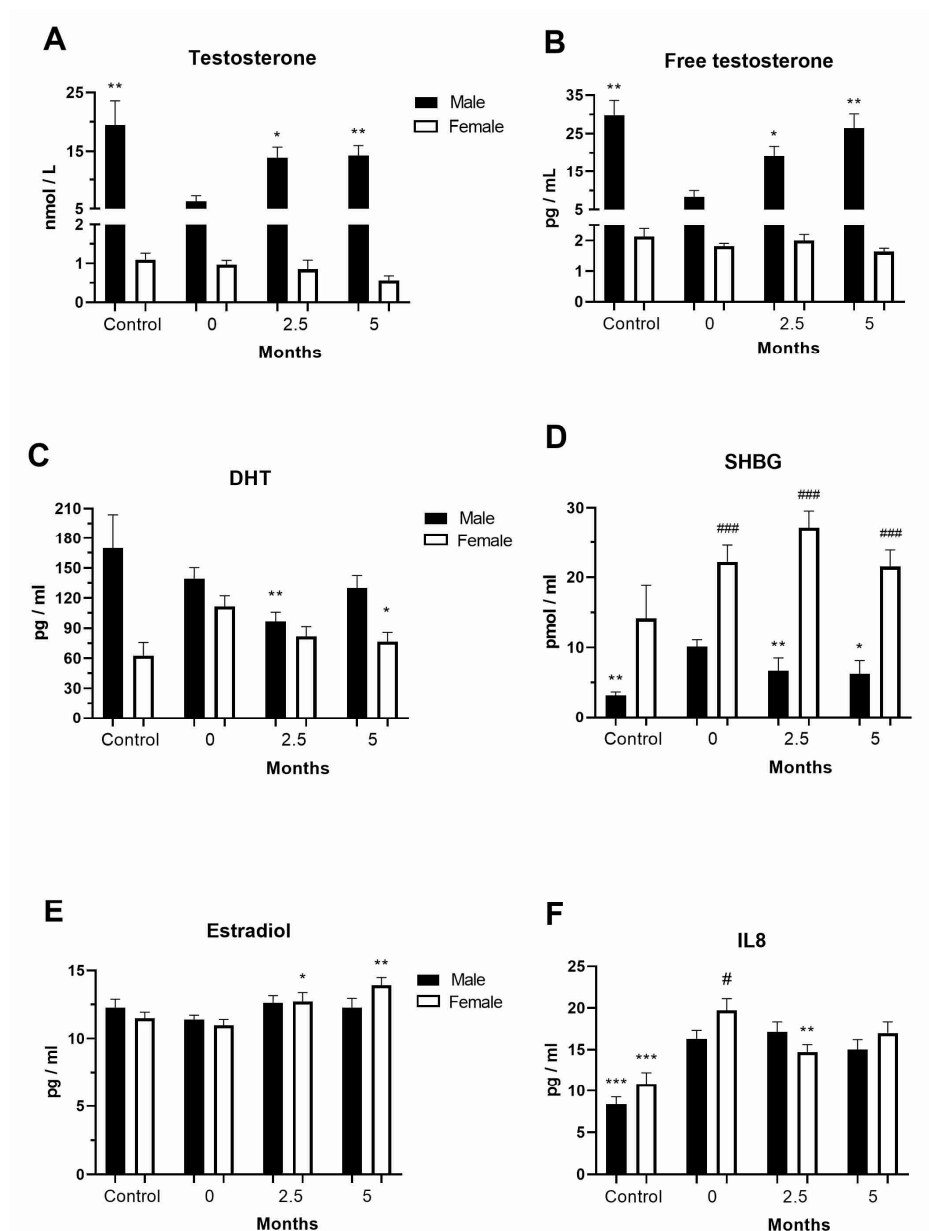 A
Testosterone
**
*
**
25
15
5
2
1
0
nmol / L
Male
Female
Control
0
2.5
5
Months
B
Free testosterone
**
*
**
35
25
15
5
2
1
0
pg / mL
Control
0
2.5
5
Months
C
DHT
**
*
210
180
150
120
90
60
30
0
pg / ml
Male
Female
Control
0
2.5
5
Months
D
SHBG
###
###
###
**
**
*
30
20
10
0
pmol / ml
Control
0
2.5
5
Months
E
Estradiol
*
**
15
10
5
0
pg / ml
Male
Female
Control
0
2.5
5
Months
F
IL8
#
**
***
***
25
20
15
10
5
0
pg / ml
Control
0
2.5
5
Months